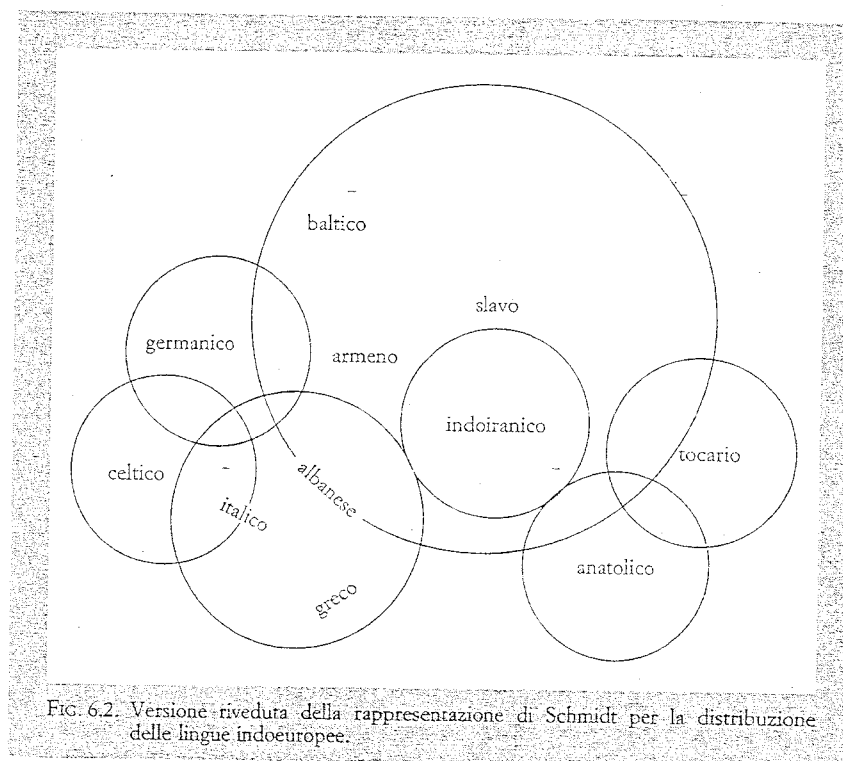 baltico
slavo
germanico
armeno
indoiranico
tocario
celtico
albanese
italico
anatolico
greco
FIG. 6.2. Versione riveduta della rappresentazione di Schmidt per la distribuzione
delle lingue indoeuropee.